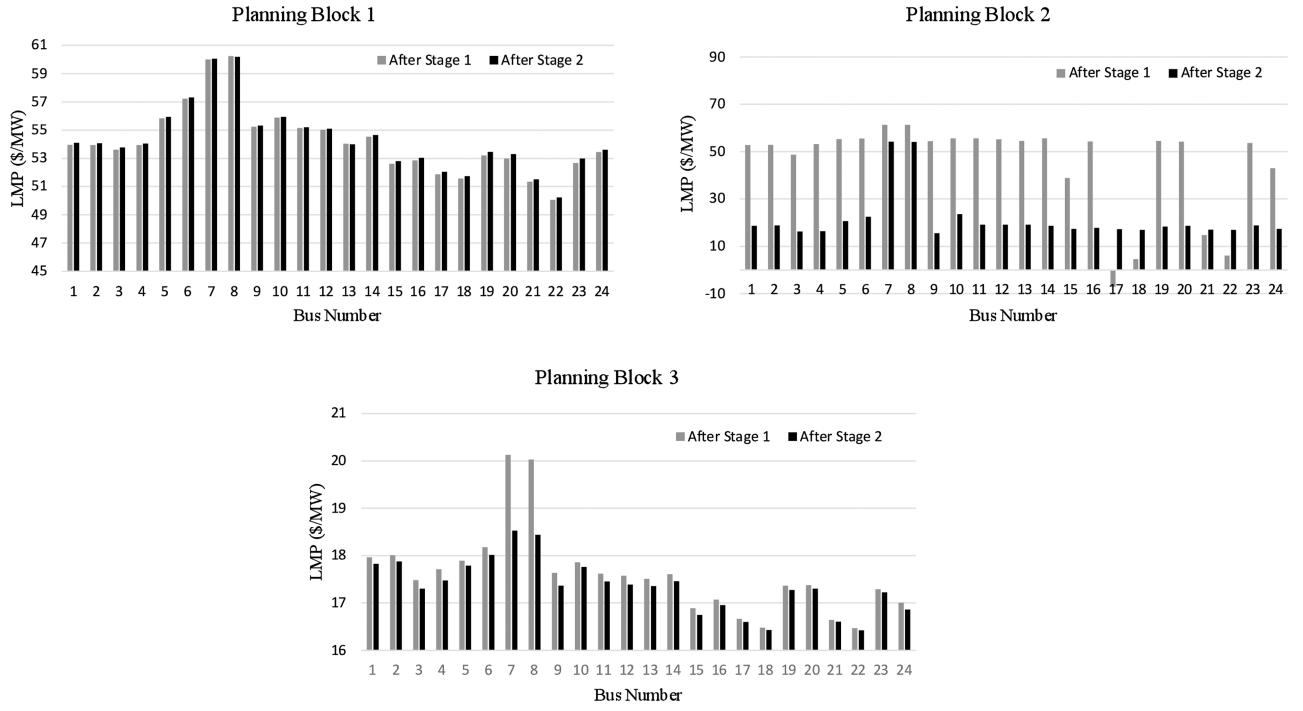 Planning Block 1
61
59
57
55
53
51
49
47
45
LMP ($/MW)
After Stage 1 After Stage 2
1 2 3 4 5 6 7 8 9 10 11 12 13 14 15 16 17 18 19 20 21 22 23 24
Bus Number
Planning Block 2
90
70
50
30
10
-10
LMP ($/MW)
After Stage 1 After Stage 2
1 2 3 4 5 6 7 8 9 10 11 12 13 14 15 16 17 18 19 20 21 22 23 24
Bus Number
Planning Block 3
21
20
19
18
17
16
LMP ($/MW)
After Stage 1 After Stage 2
1 2 3 4 5 6 7 8 9 10 11 12 13 14 15 16 17 18 19 20 21 22 23 24
Bus Number